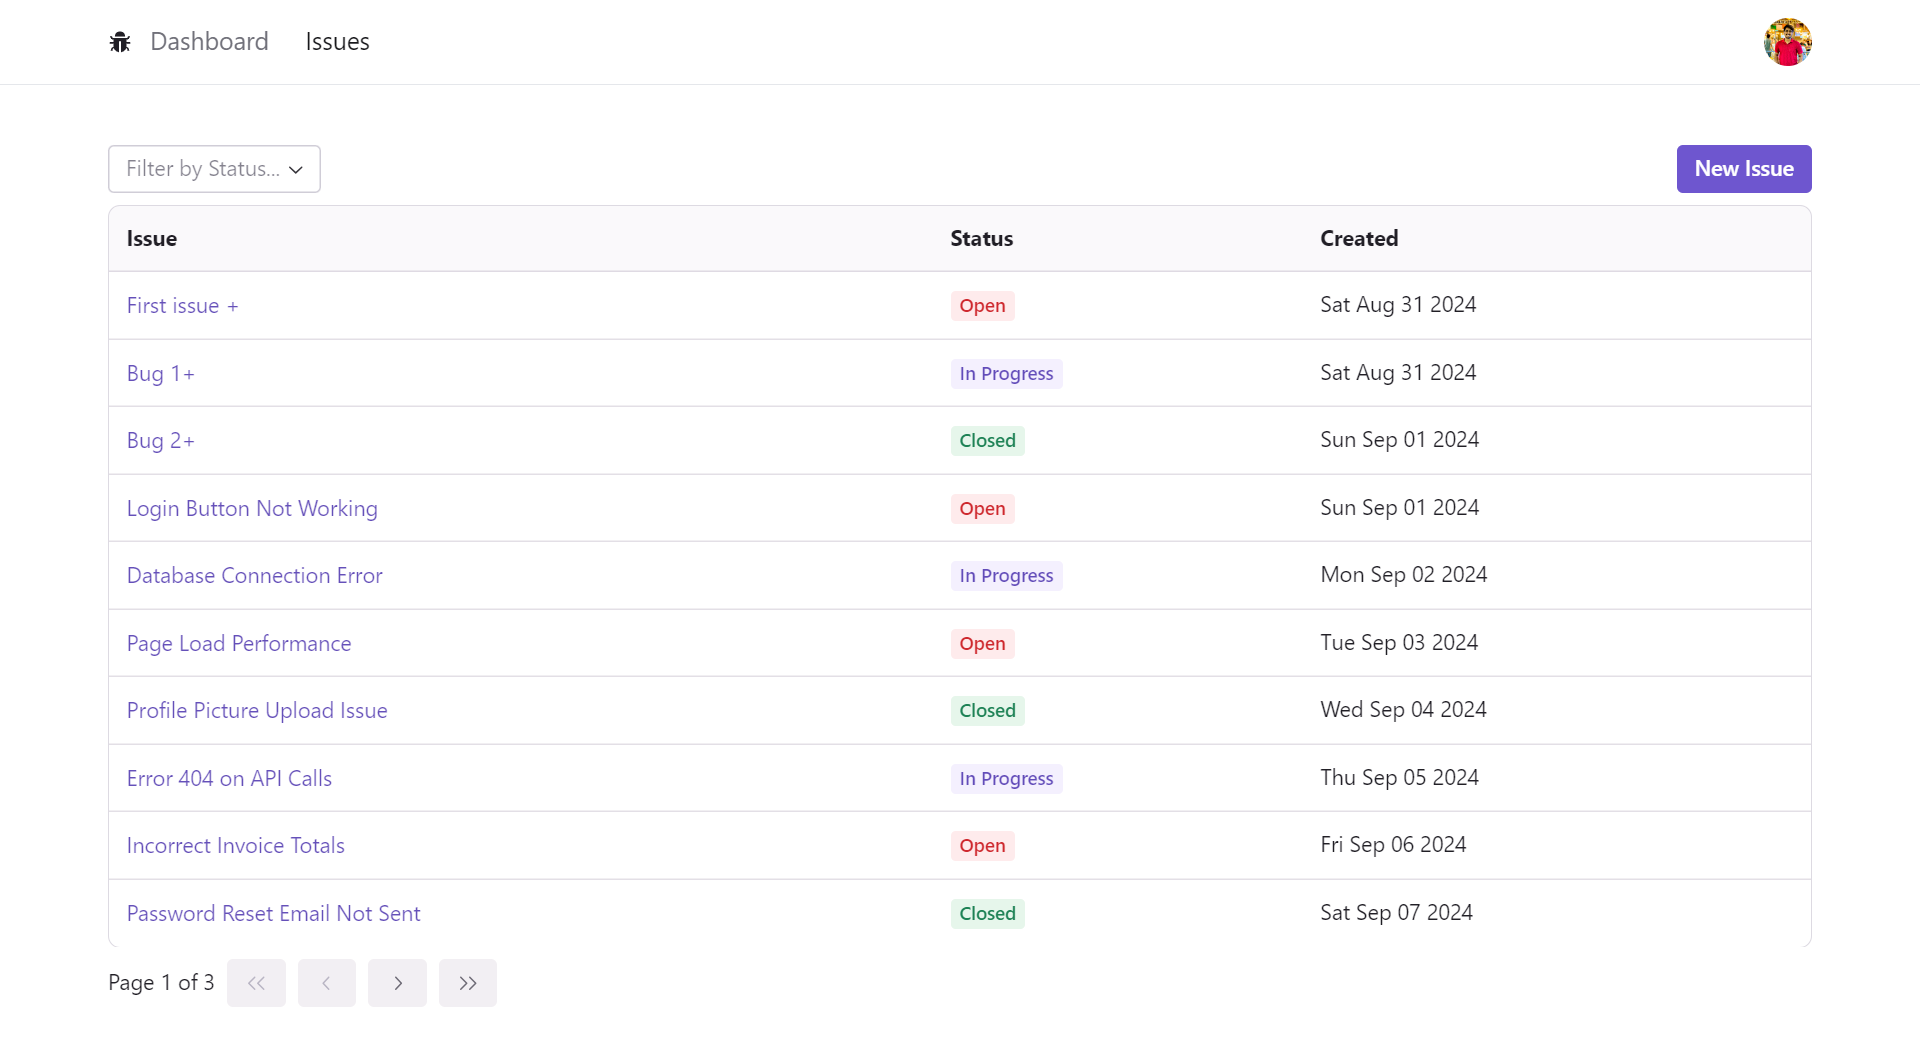 Dashboard Issues
Filter by Status... New Issue
Issue Status Created
First issue + Open Sat Aug 31 2024
Bug 1+ In Progress Sat Aug 31 2024
Bug 2+ Closed Sun Sep 01 2024
Login Button Not Working Open Sun Sep 01 2024
Database Connection Error In Progress Mon Sep 02 2024
Page Load Performance Open Tue Sep 03 2024
Profile Picture Upload Issue Closed Wed Sep 04 2024
Error 404 on API Calls In Progress Thu Sep 05 2024
Incorrect Invoice Totals Open Fri Sep 06 2024
Password Reset Email Not Sent Closed Sat Sep 07 2024
Page 1 of 3